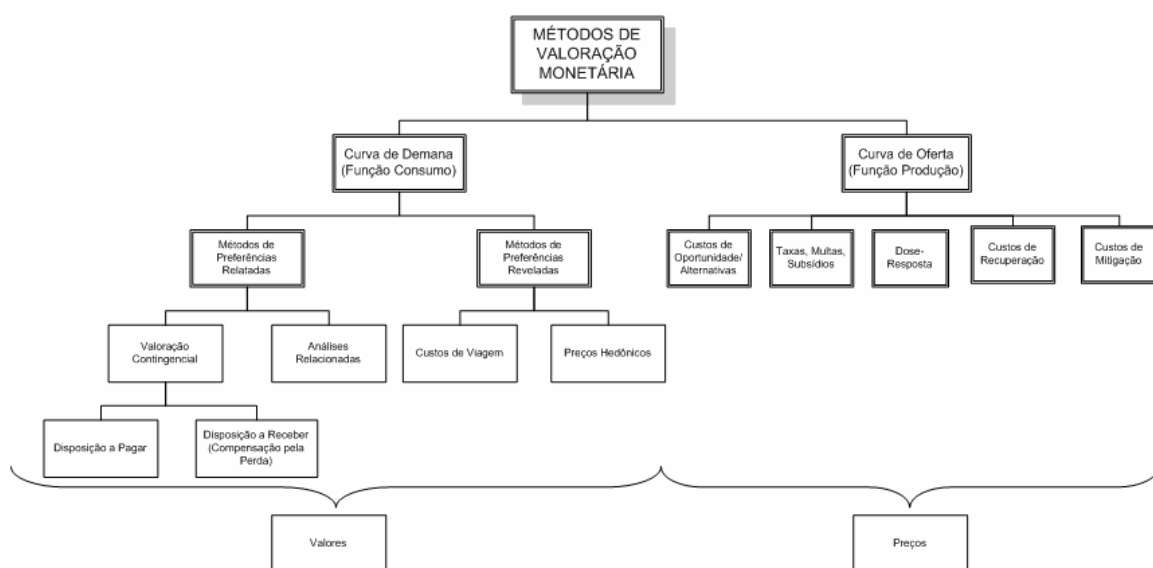 MÉTODOS DE
VALORAÇÃO
MONETÁRIA
Curva de Demana
(Função Consumo)
Curva de Oferta
(Função Produção)
Métodos de
Preferências
Relatadas
Métodos de
Preferências
Reveladas
Custos de
Oportunidade/
Alternativas
Taxas, Multas,
Subsídios
Dose-
Resposta
Custos de
Recuperação
Custos de
Mitigação
Valoração
Contingencial
Análises
Relacionadas
Custos de Viagem
Preços Hedônicos
Disposição a Pagar
Disposição a Receber
(Compensação pela
Perda)
Valores
Preços